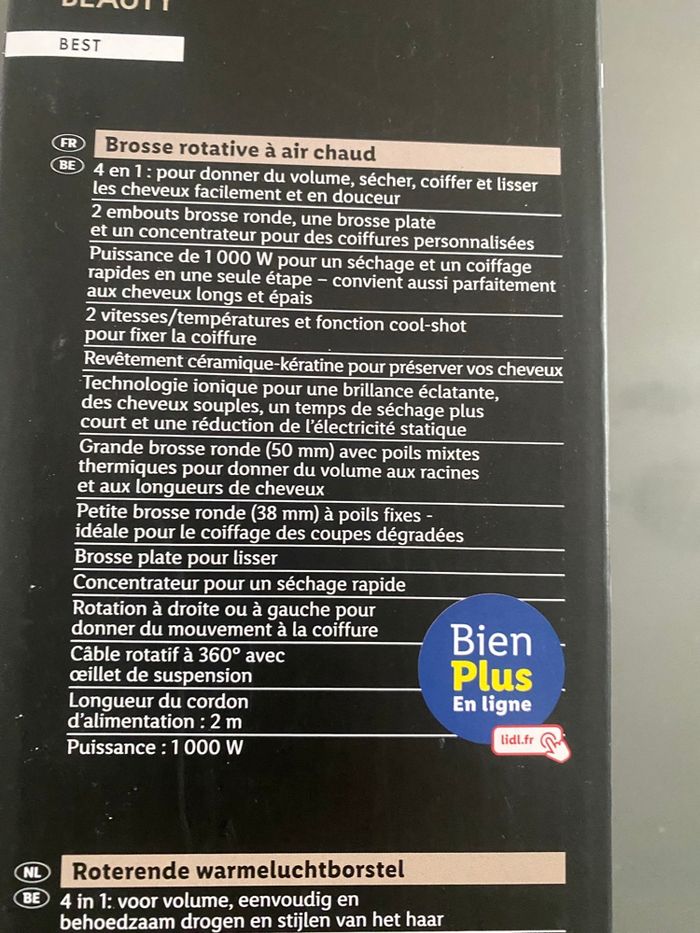 BEAUTY
BEST
FR
BE
Brosse rotative à air chaud
4 en 1 : pour donner du volume, sécher, coiffer et lisser
les cheveux facilement et en douceur
2 embouts brosse ronde, une brosse plate
et un concentrateur pour des coiffures personnalisées
Puissance de 1 000 W pour un séchage et un coiffage
rapides en une seule étape – convient aussi parfaitement
aux cheveux longs et épais
2 vitesses/températures et fonction cool-shot
pour fixer la coiffure
Revêtement céramique-kératine pour préserver vos cheveux
Technologie ionique pour une brillance éclatante,
des cheveux souples, un temps de séchage plus
court et une réduction de l'électricité statique
Grande brosse ronde (50 mm) avec poils mixtes
thermiques pour donner du volume aux racines
et aux longueurs de cheveux
Petite brosse ronde (38 mm) à poils fixes -
idéale pour le coiffage des coupes dégradées
Brosse plate pour lisser
Concentrateur pour un séchage rapide
Rotation à droite ou à gauche pour
donner du mouvement à la coiffure
Câble rotatif à 360° avec
œillet de suspension
Longueur du cordon
d'alimentation : 2 m
Puissance : 1 000 W
Bien
Plus
En ligne
lidl.fr
NL
BE
Roterende warmeluchtborstel
4 in 1: voor volume, eenvoudig en
behoedzaam drogen en stijlen van het haar